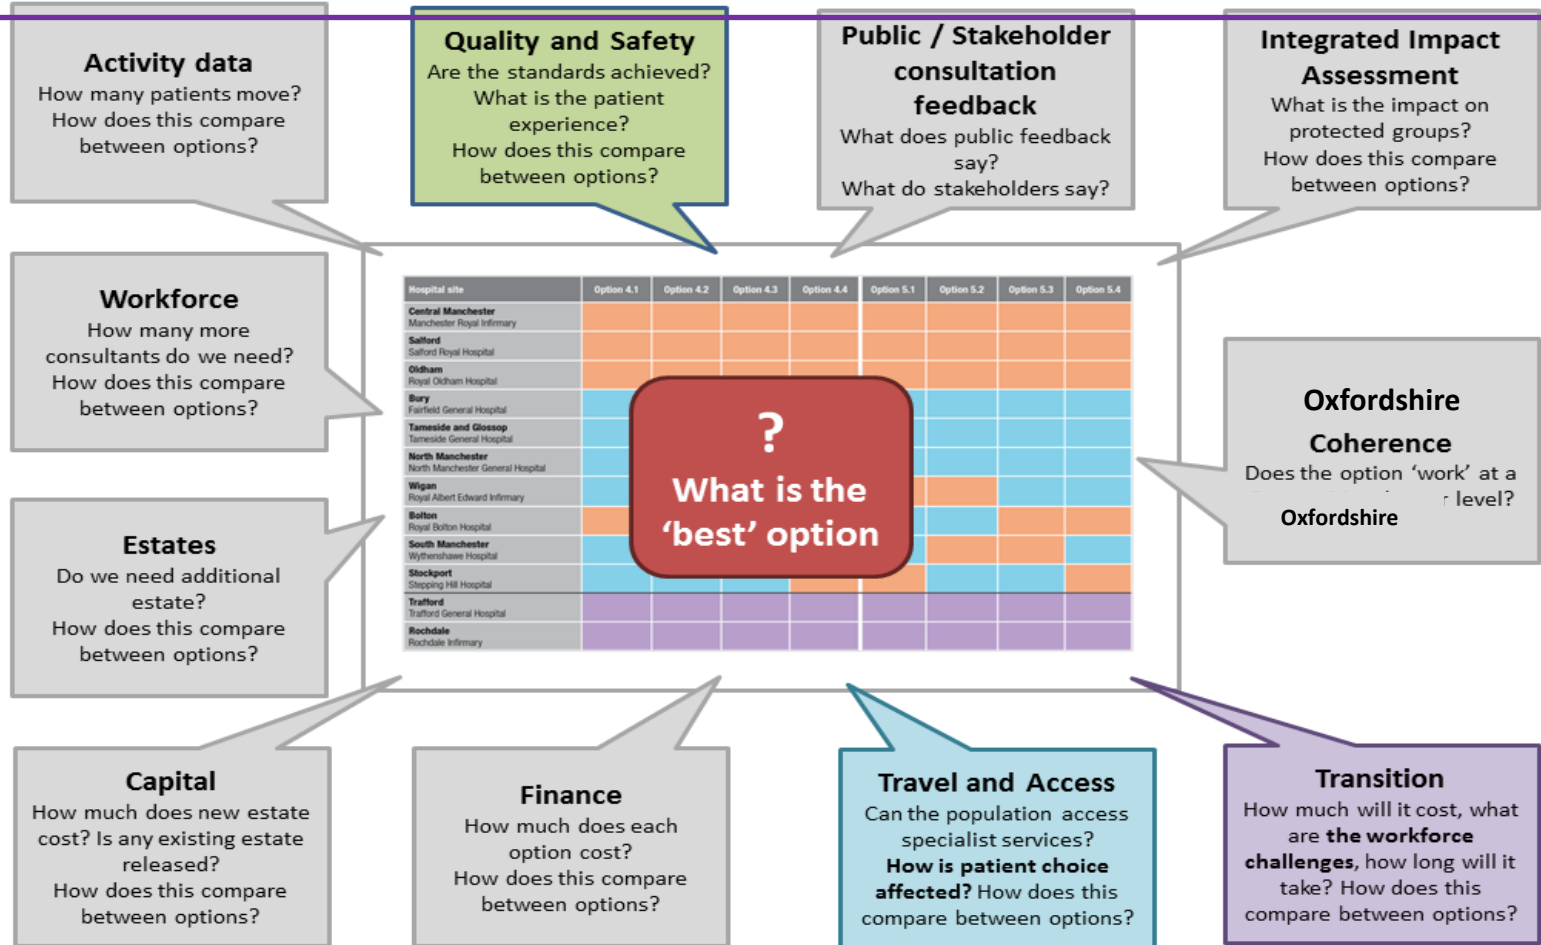 Activity data
How many patients move?
How does this compare
between options?
Quality and Safety
Are the standards achieved?
What is the patient
experience?
How does this compare
between options?
Public / Stakeholder
consultation
feedback
What does public feedback
say?
What do stakeholders say?
Integrated Impact
Assessment
What is the impact on
protected groups?
How does this compare
between options?
Workforce
How many more
consultants do we need?
How does this compare
between options?
Estates
Do we need additional
estate?
How does this compare
between options?
Hospital site Option 4.1 Option 4.2 Option 4.3 Option 4.4 Option 5.1 Option 5.2 Option 5.3 Option 5.4
Central Manchester
Manchester Royal Infirmary
Salford
Salford Royal Hospital
Oldham
Royal Oldham Hospital
Bury
Fairfield General Hospital
Tameside and Glossop
Tameside General Hospital
North Manchester
North Manchester General Hospital
Wigan
Royal Albert Edward Infirmary
Bolton
Royal Bolton Hospital
South Manchester
Wythenshawe Hospital
Stockport
Stepping Hill Hospital
Trafford
Trafford General Hospital
Rochdale
Rochdale Infirmary
?
What is the
‘best’ option
Oxfordshire
Coherence
Does the option ‘work’ at a
level?
Oxfordshire
Capital
How much does new estate
cost? Is any existing estate
released?
How does this compare
between options?
Finance
How much does each
option cost?
How does this compare
between options?
Travel and Access
Can the population access
specialist services?
How is patient choice
affected? How does this
compare between options?
Transition
How much will it cost, what
are the workforce
challenges, how long will it
take? How does this
compare between options?